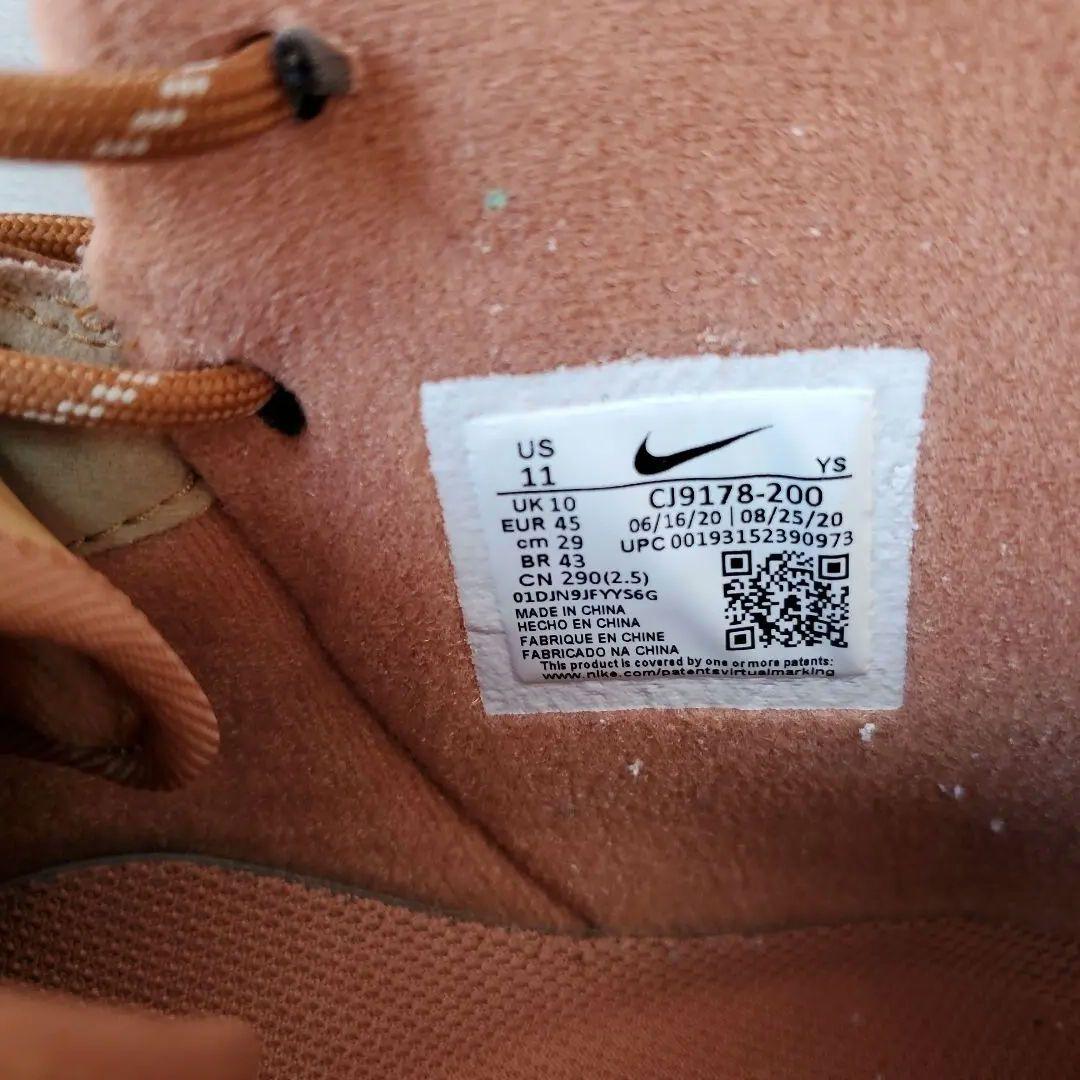 US
11
YS
UK 10
CJ9178-200
EUR 45
06/16/20 | 08/25/20
cm 29
UPC 00193152390973
BR 43
CN 290(2.5)
01DJN9JFYYS6G
MADE IN CHINA
HECHO EN CHINA
FABRIQUE EN CHINE
FABRICADO NA CHINA
This product is covered by one or more patents:
www.nike.com/patentsvirtualmarking